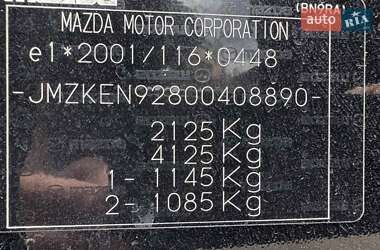 (BN9RA)
auto RIA
MAZDA MOTOR CORPORATION
e1*2001/116*0448
-JMZKEN92800408890-
2125 Kg
4125 Kg
1- 1145 Kg
2- 1085 Kg